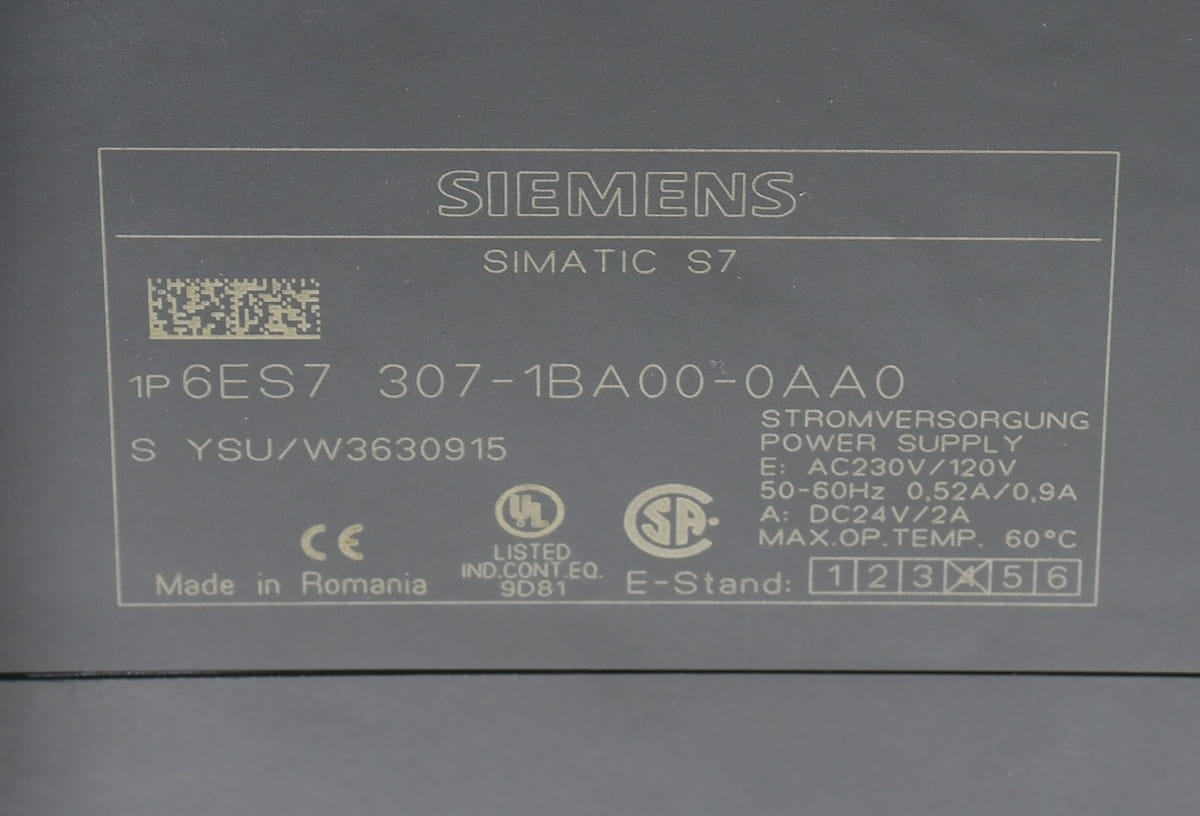 SIEMENS
SIMATIC S7
1P 6ES7 307-1BA00-0AA0
S YSU/W3630915
STROMVERSORGUNG
POWER SUPPLY
E: AC230V/120V
50-60Hz 0,52A/0,9A
A: DC24V/2A
MAX.OP.TEMP. 60°C
CE
UL
LISTED
IND.CONT.EQ.
9D81
SA
Made in Romania
E-Stand: 1 2 3 4 5 6